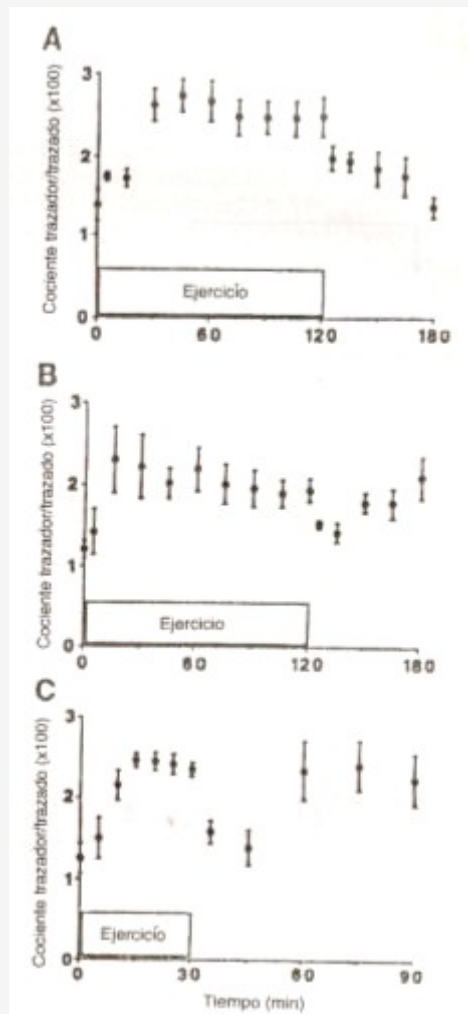 A
Cociente trazador/trazado (x100)
3
2
1
0
Ejercicio
0 60 120 180
B
Cociente trazador/trazado (x100)
3
2
1
0
Ejercicio
0 60 120 180
C
Cociente trazador/trazado (x100)
3
2
1
0
Ejercicio
0 30 60 90
Tiempo (min)